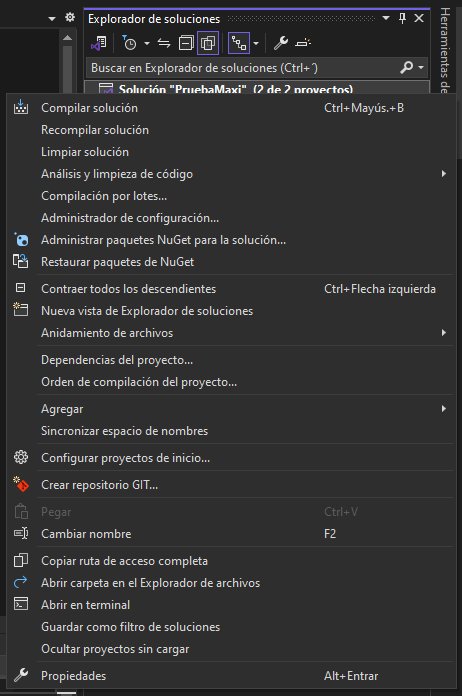 Explorador de soluciones
Buscar en Explorador de soluciones (Ctrl+´)
Solución "PruebaMaxi" (2 de 2 proyectos)
Herramientas de
Compilar solución Ctrl+Mayús.+B
Recompilar solución
Limpiar solución
Análisis y limpieza de código
Compilación por lotes...
Administrador de configuración...
Administrar paquetes NuGet para la solución...
Restaurar paquetes de NuGet
Contraer todos los descendientes Ctrl+Flecha izquierda
Nueva vista de Explorador de soluciones
Anidamiento de archivos
Dependencias del proyecto...
Orden de compilación del proyecto...
Agregar
Sincronizar espacio de nombres
Configurar proyectos de inicio...
Crear repositorio GIT...
Pegar Ctrl+V
Cambiar nombre F2
Copiar ruta de acceso completa
Abrir carpeta en el Explorador de archivos
Abrir en terminal
Guardar como filtro de soluciones
Ocultar proyectos sin cargar
Propiedades Alt+Entrar